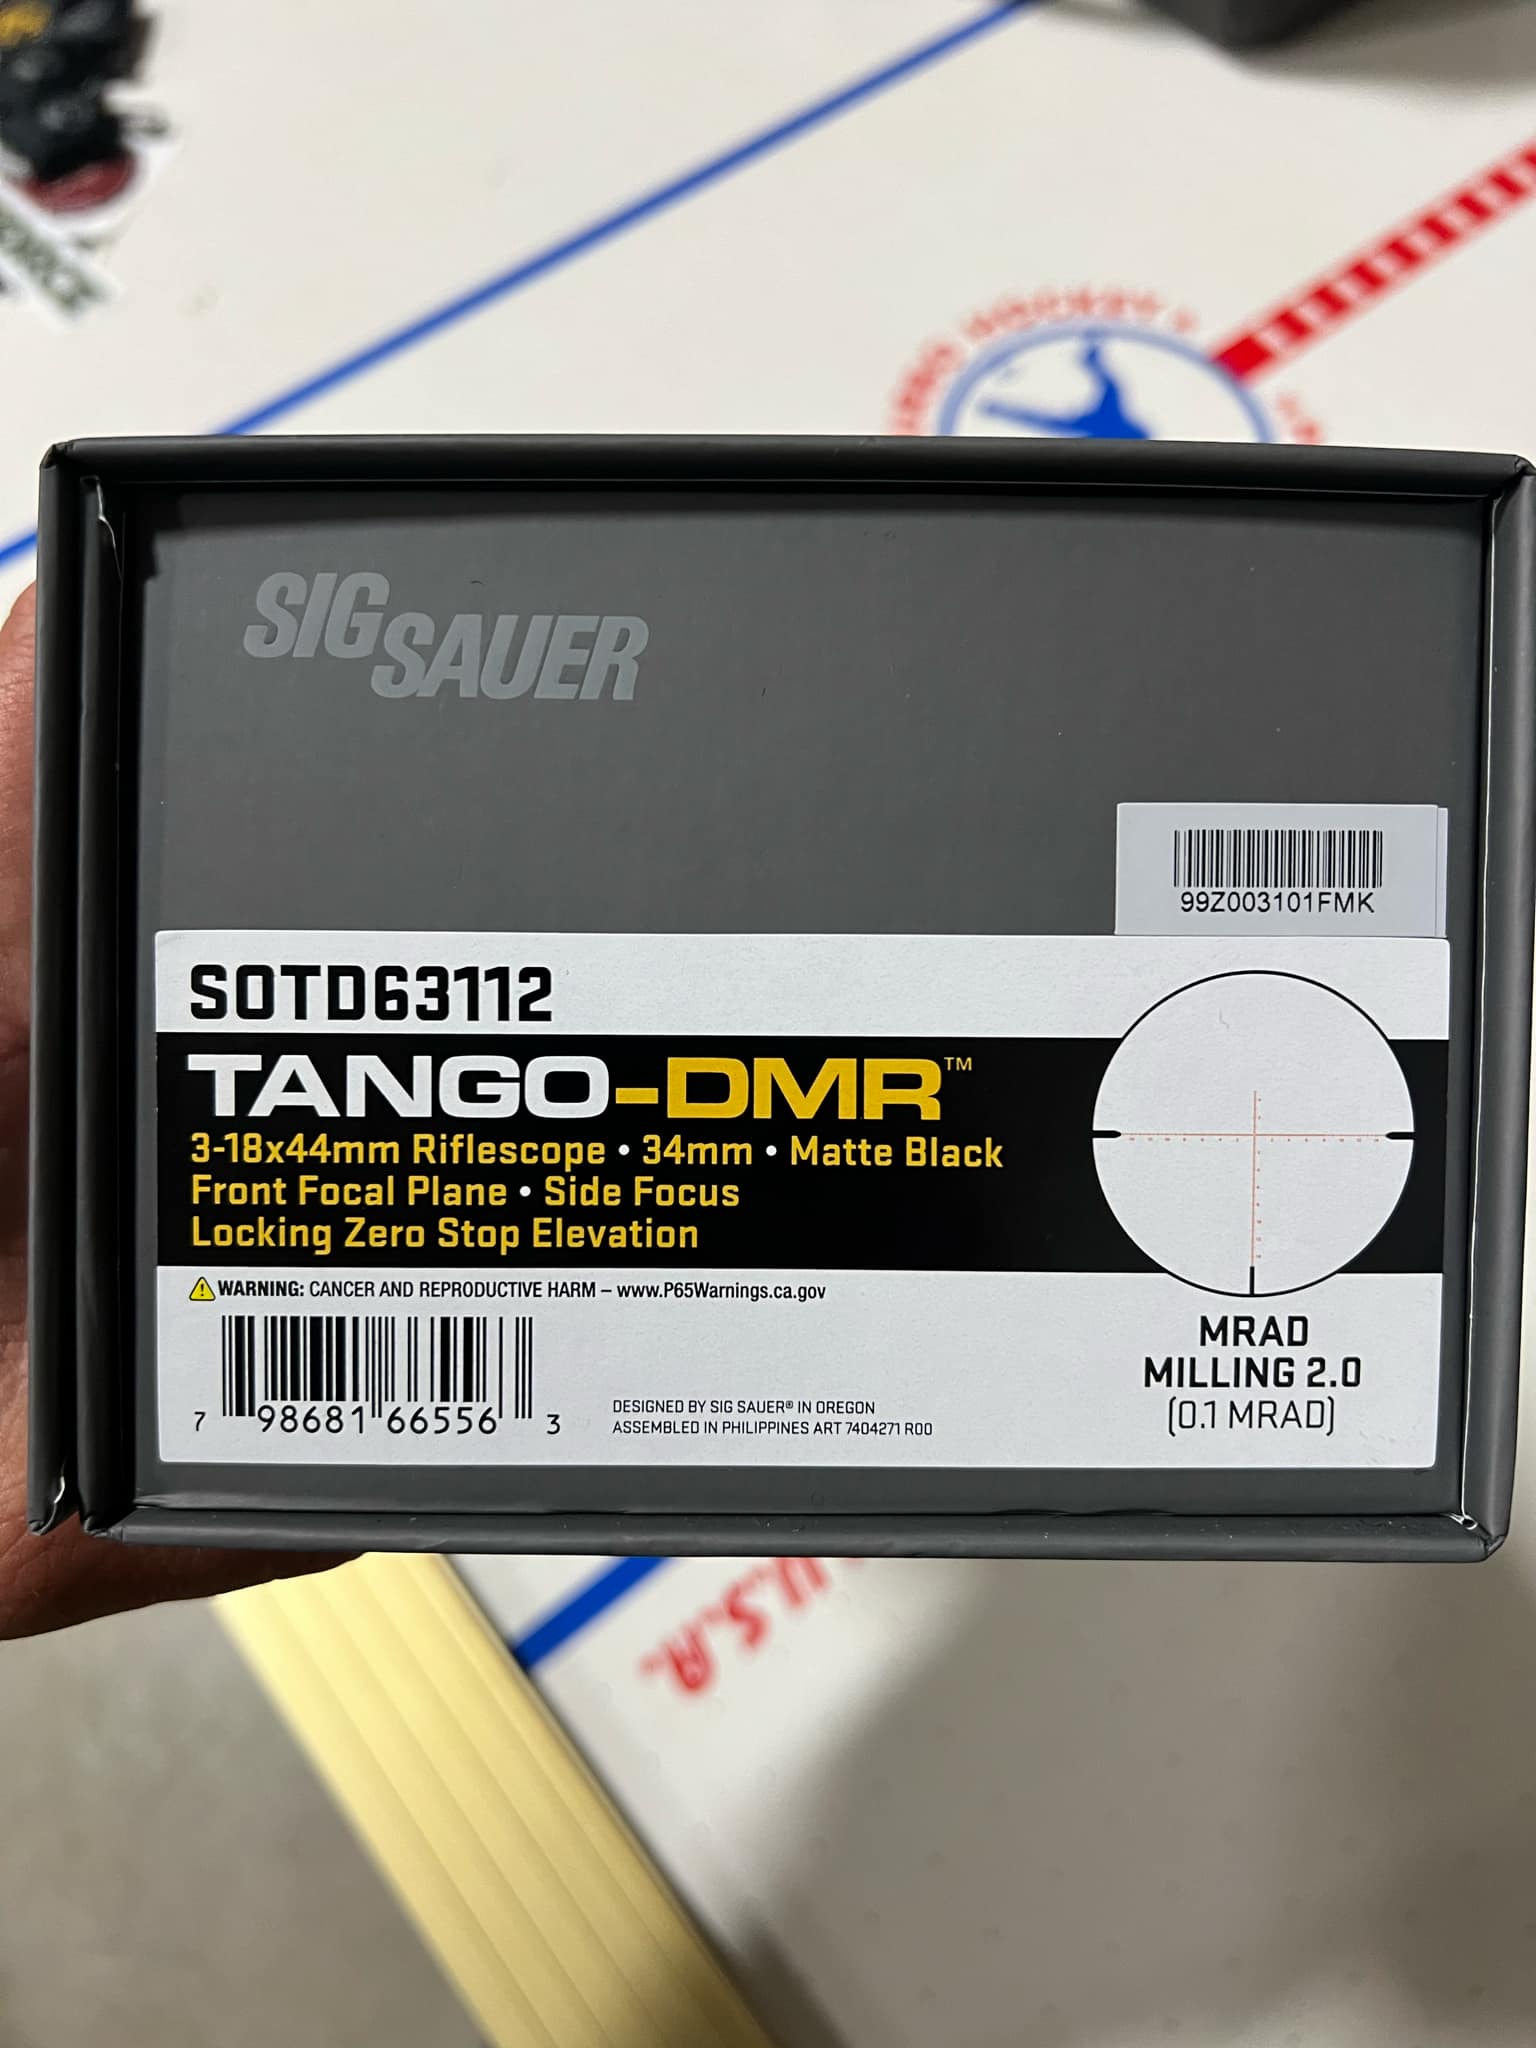 HOCKEY
SIG SAUER
99Z003101FMK
SOTD63112
TANGO-DMR™
3-18x44mm Riflescope • 34mm • Matte Black
Front Focal Plane • Side Focus
Locking Zero Stop Elevation
WARNING: CANCER AND REPRODUCTIVE HARM – www.P65Warnings.ca.gov
7 98681 66556 3
DESIGNED BY SIG SAUER® IN OREGON
ASSEMBLED IN PHILIPPINES ART 7404271 R00
MRAD
MILLING 2.0
(0.1 MRAD)
U.S.A.